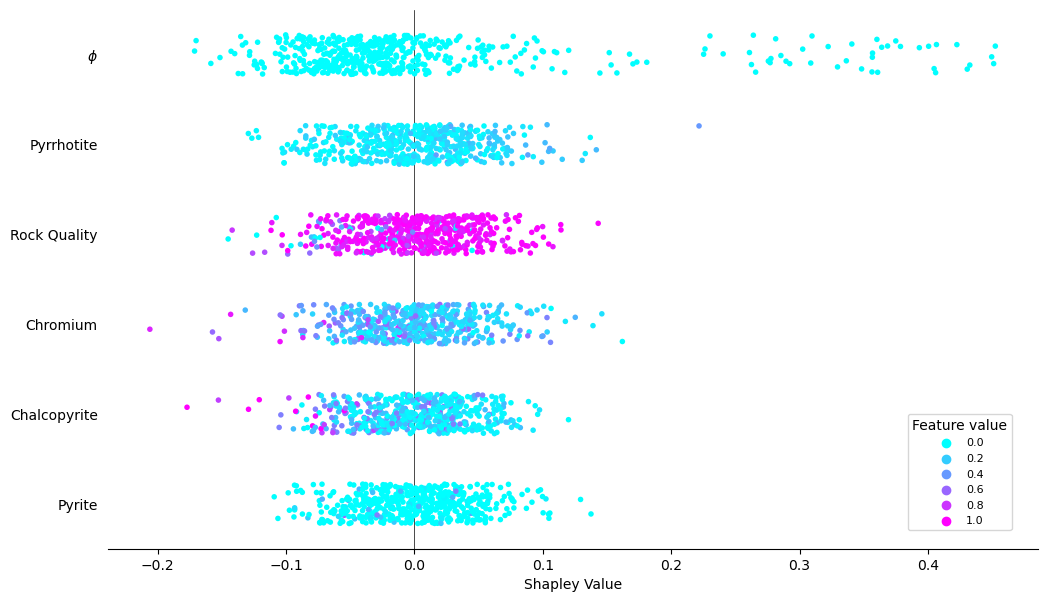 ϕ
Pyrrhotite
Rock Quality
Chromium
Chalcopyrite
Pyrite
Feature value
0.0
0.2
0.4
0.6
0.8
1.0
−0.2 −0.1 0.0 0.1 0.2 0.3 0.4
Shapley Value